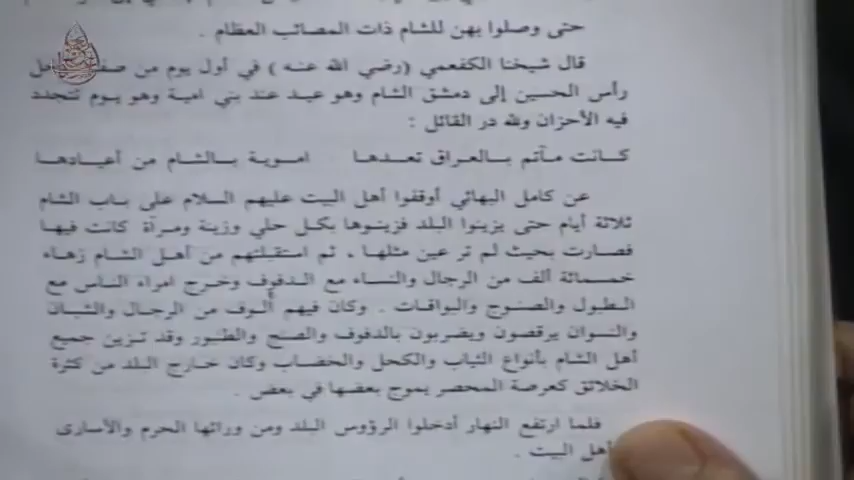 حتى وصلوا بهن للشام ذات المصائب العظام .
قال شيخنا الكفعمي (رضي الله عنه) في أول يوم من صفر
رأس الحسين إلى دمشق الشام وهو عيد عند بني امية وهو يوم تتجدد
فيه الأحزان ولله در القائل :
كانت مآتم بالعراق تعدها اموية بالشام من أعيادها
عن كامل البهائي أوقفوا أهل البيت عليهم السلام على باب الشام
ثلاثة أيام حتى يزينوا البلد فزينوها بكل حلي وزينة ومرآة كانت فيها
فصارت بحيث لم تر عين مثلها ، ثم استقبلتهم من أهل الشام زهاء
خمسمائة ألف من الرجال والنساء مع الدفوف وخرج امراء الناس مع
الطبول والصنوج والبواقات . وكان فيهم ألوف من الرجال والشبان
والنسوان يرقصون ويضربون بالدفوف والصنج والطنبور وقد تزين جميع
أهل الشام بأنواع الثياب والكحل والخضاب وكان خارج البلد من كثرة
الخلائق كعرصة المحشر يموج بعضها في بعض .
فلما ارتفع النهار أدخلوا الرؤوس البلد ومن ورائها الحرم والأسارى
أهل البيت .